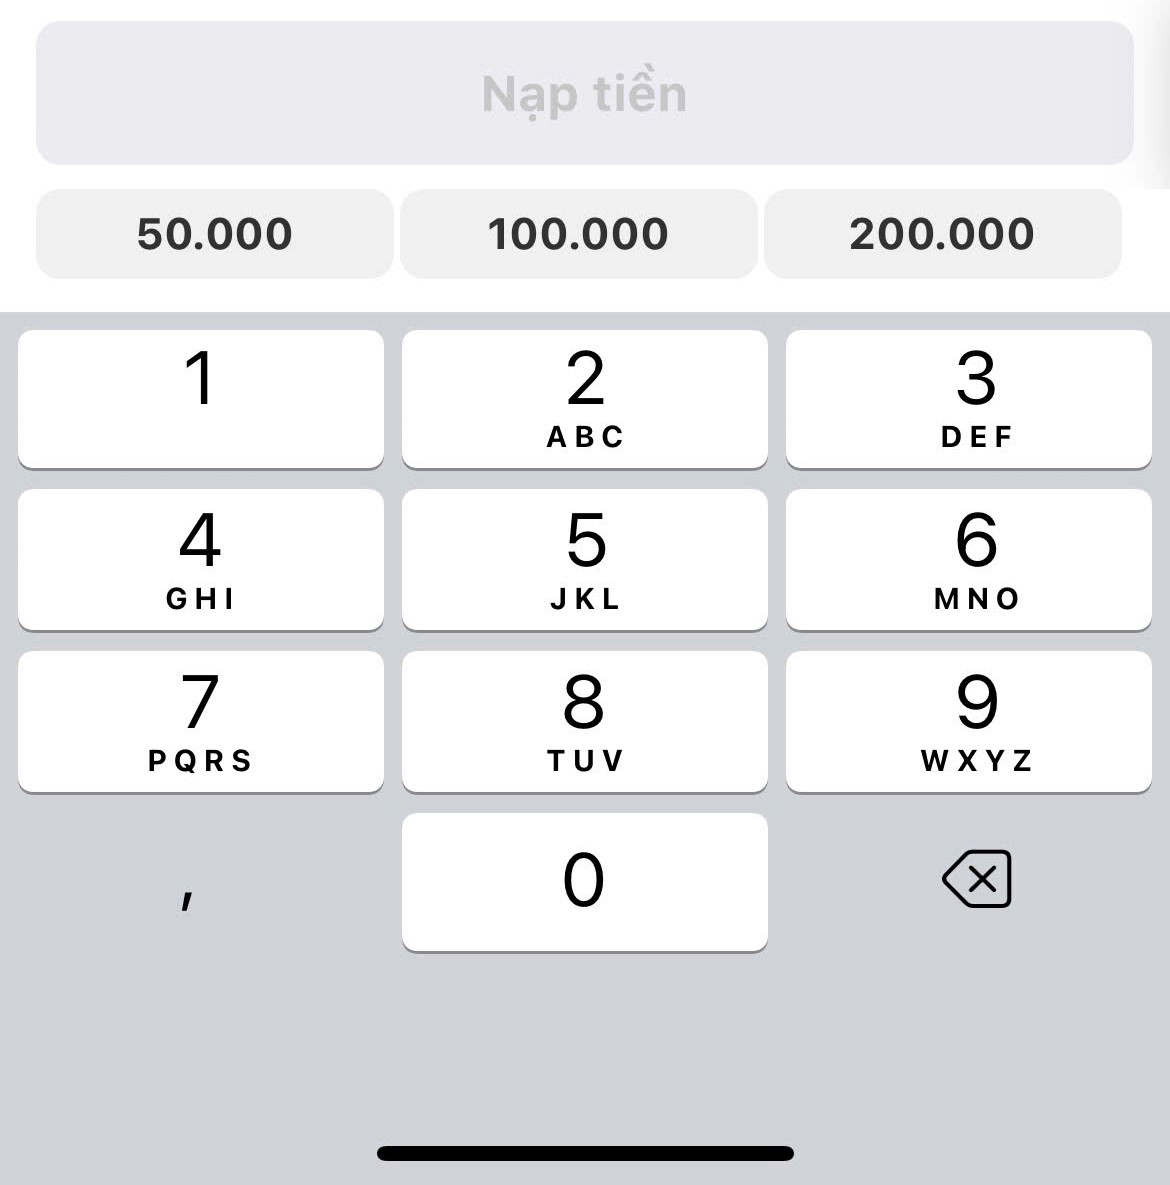 Nạp tiền
50.000 100.000 200.000
1 2 3
ABC DEF
4 5 6
GHI JKL MNO
7 8 9
PQRS TUV WXYZ
, 0